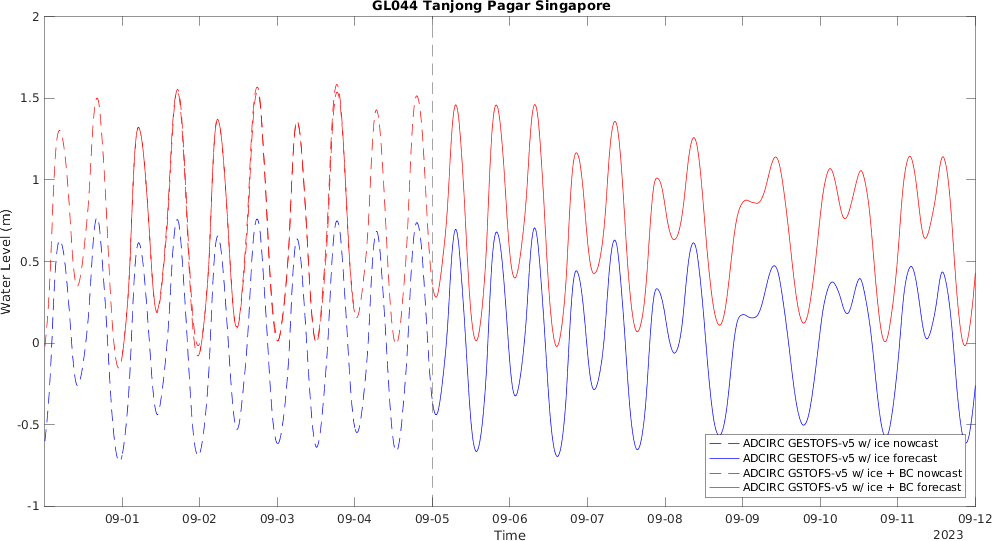 GL044 Tanjong Pagar Singapore
2
1.5
1
0.5
0
-0.5
-1
Water Level (m)
ADCIRC GESTOFS-v5 w/ ice nowcast
ADCIRC GESTOFS-v5 w/ ice forecast
ADCIRC GSTOFS-v5 w/ ice + BC nowcast
ADCIRC GSTOFS-v5 w/ ice + BC forecast
09-01 09-02 09-03 09-04 09-05 09-06 09-07 09-08 09-09 09-10 09-11 09-12
Time
2023